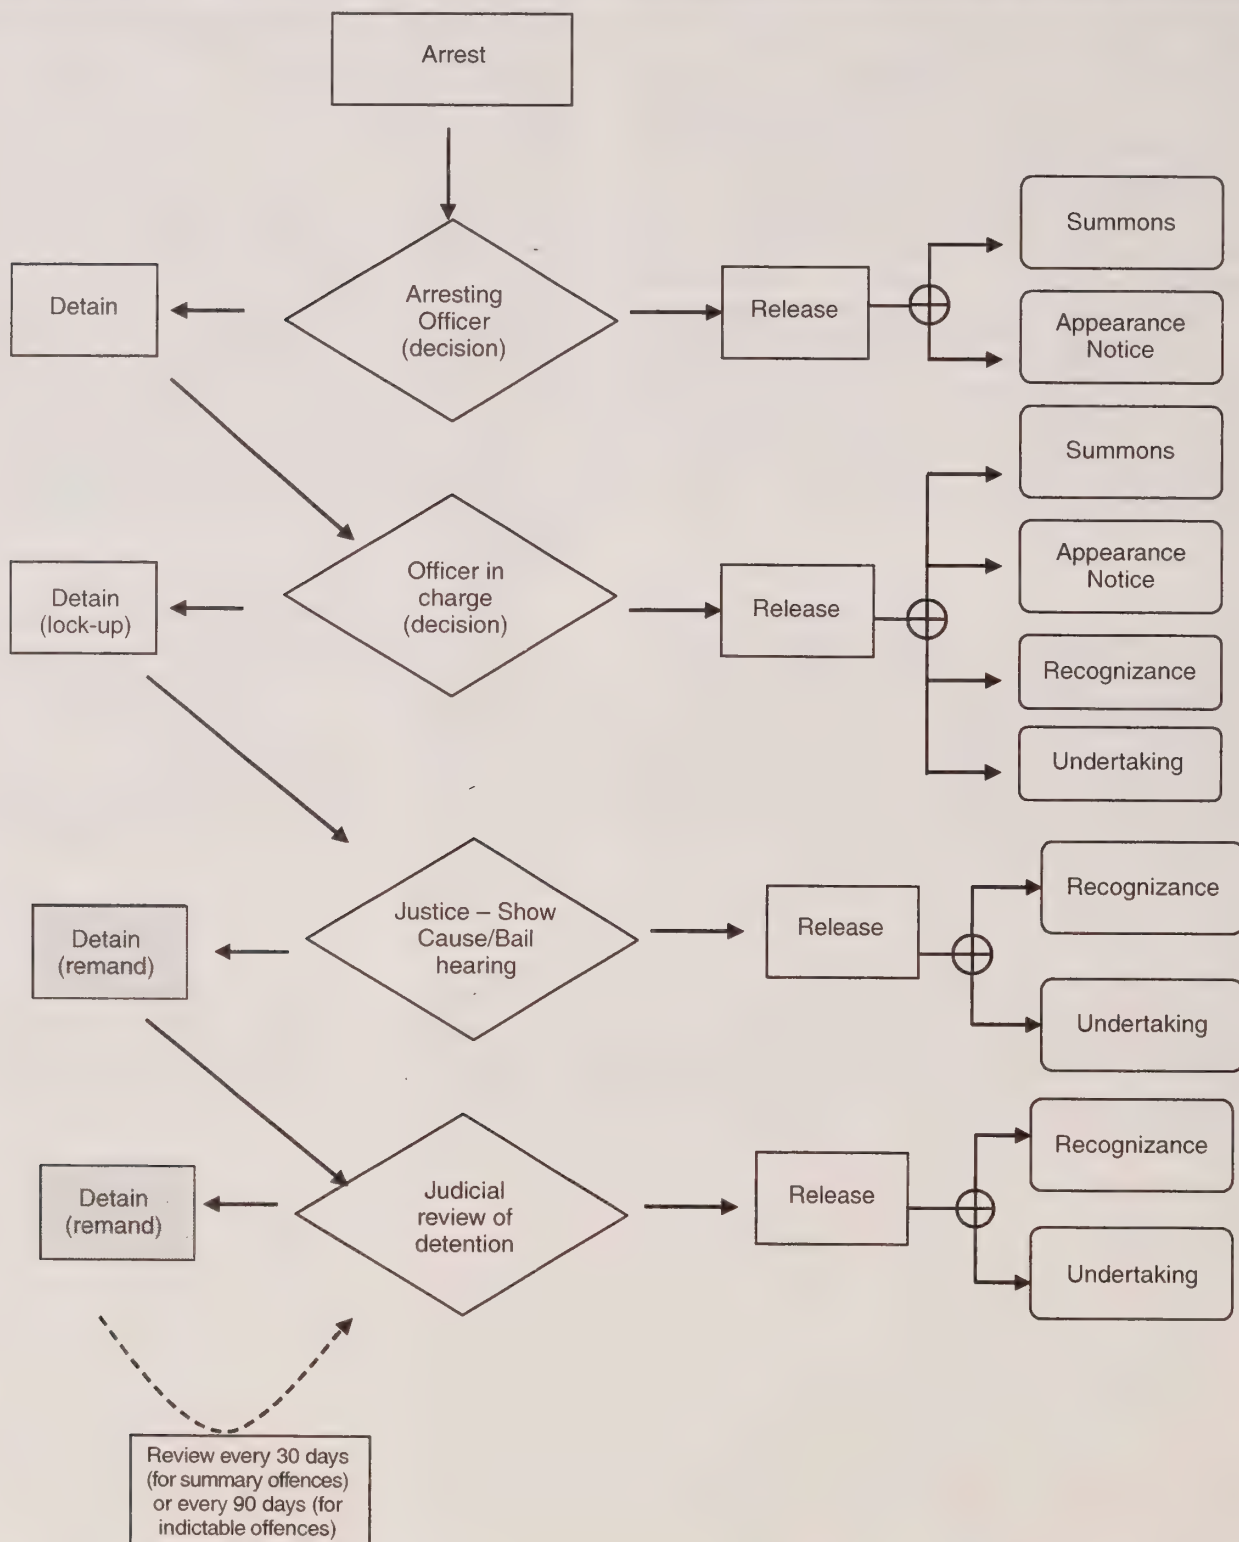 Arrest
Summons
Detain
Arresting
Officer
(decision)
Release
Appearance
Notice
Summons
Detain
(lock-up)
Officer in
charge
(decision)
Release
Appearance
Notice
Recognizance
Undertaking
Detain
(remand)
Justice – Show
Cause/Bail
hearing
Release
Recognizance
Undertaking
Detain
(remand)
Judicial
review of
detention
Release
Recognizance
Undertaking
Review every 30 days
(for summary offences)
or every 90 days (for
indictable offences)